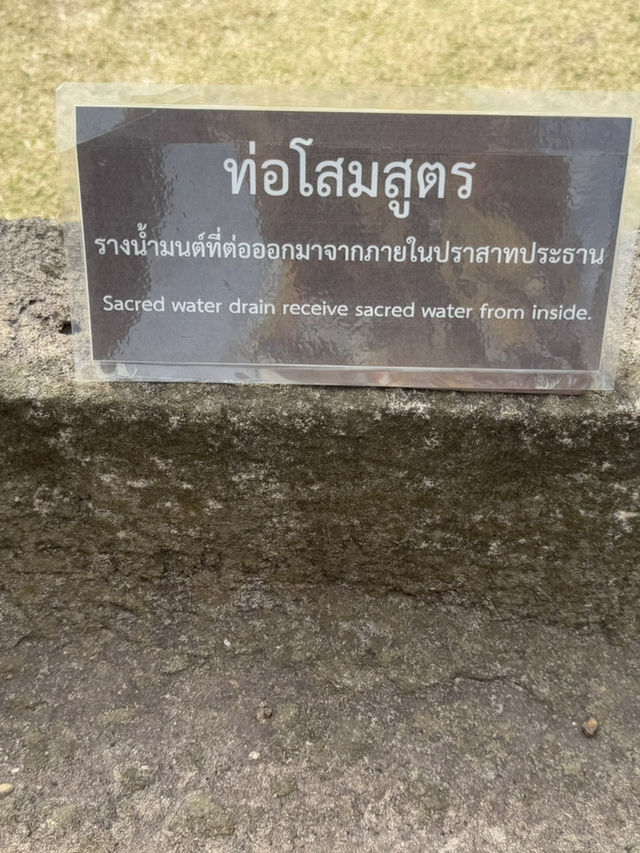 ท่อโสมสูตร
รางน้ำมนต์ที่ต่อออกมาจากภายในปราสาทประธาน
Sacred water drain receive sacred water from inside.